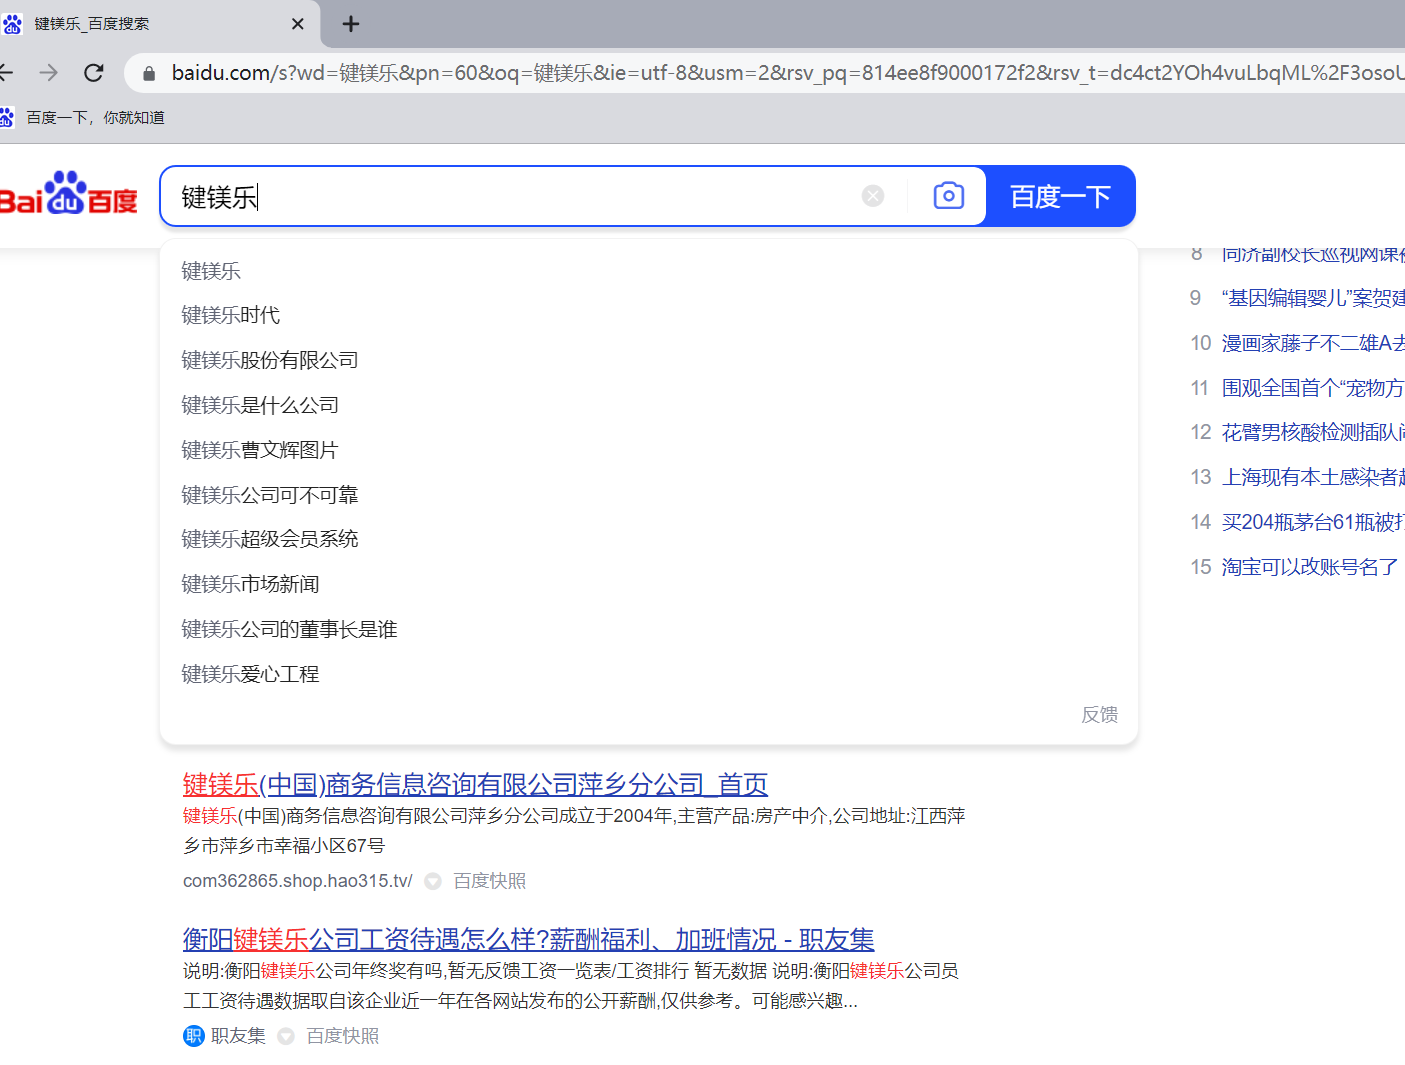 键镁乐_百度搜索
baidu.com/s?wd=键镁乐&pn=60&oq=键镁乐&ie=utf-8&usm=2&rsv_pq=814ee8f9000172f2&rsv_t=dc4ct2YOh4vuLbqML%2F3osoU
百度一下，你就知道
Bai du 百度
键镁乐
百度一下
键镁乐
键镁乐时代
键镁乐股份有限公司
键镁乐是什么公司
键镁乐曹文辉图片
键镁乐公司可不可靠
键镁乐超级会员系统
键镁乐市场新闻
键镁乐公司的董事长是谁
键镁乐爱心工程
反馈
8 同济副校长巡视网课被
9 “基因编辑婴儿”案贺建
10 漫画家藤子不二雄A去
11 围观全国首个“宠物方
12 花臂男核酸检测插队
13 上海现有本土感染者超
14 买204瓶茅台61瓶被打
15 淘宝可以改账号名了
键镁乐(中国)商务信息咨询有限公司萍乡分公司_首页
键镁乐(中国)商务信息咨询有限公司萍乡分公司成立于2004年,主营产品:房产中介,公司地址:江西萍
乡市萍乡市幸福小区67号
com362865.shop.hao315.tv/ 百度快照
衡阳键镁乐公司工资待遇怎么样?薪酬福利、加班情况 - 职友集
说明:衡阳键镁乐公司年终奖有吗,暂无反馈工资一览表/工资排行 暂无数据 说明:衡阳键镁乐公司员
工工资待遇数据取自该企业近一年在各网站发布的公开薪酬,仅供参考。可能感兴趣...
职 职友集 百度快照